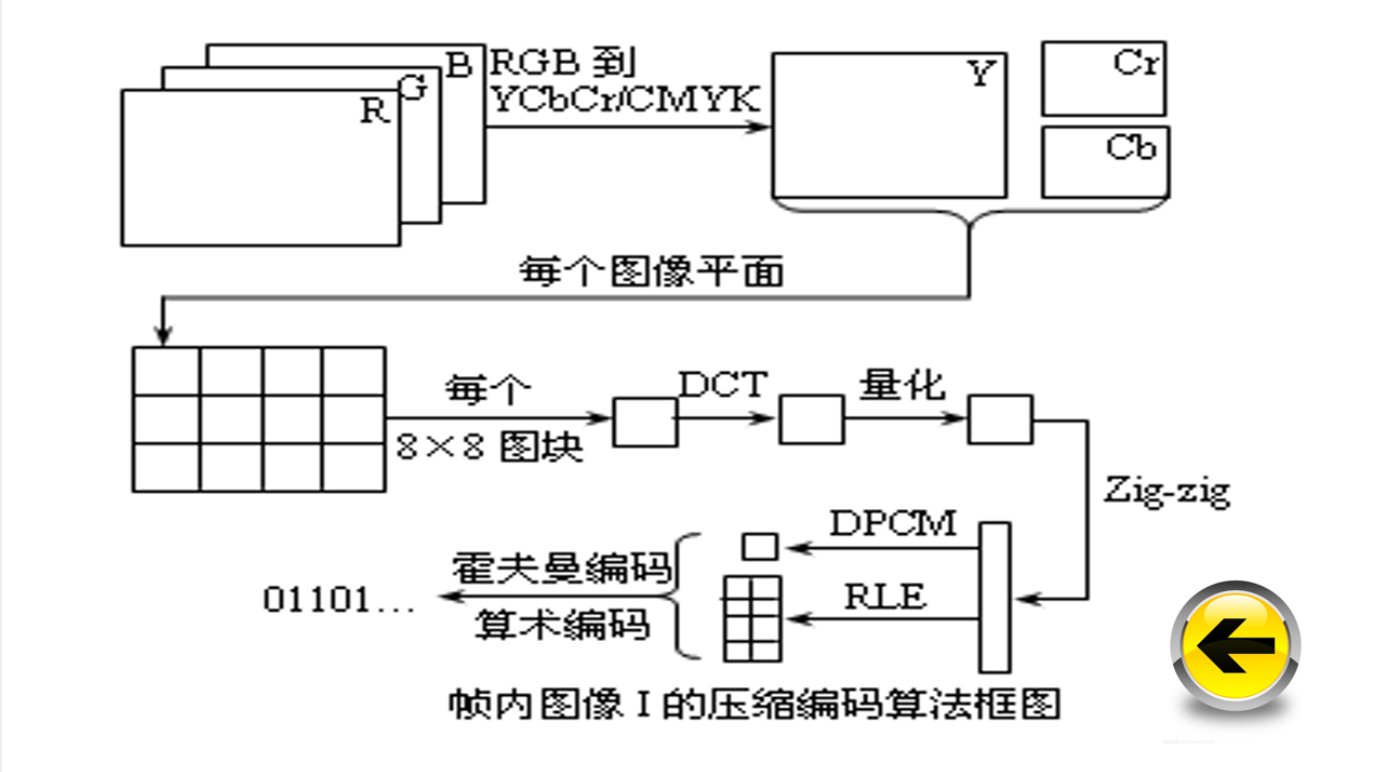 B
G
R
RGB 到
YCbCr/CMYK
Y
Cr
Cb
每个图像平面
每个
8×8 图块
DCT
量化
Zig-zig
DPCM
RLE
霍夫曼编码
算术编码
01101...
帧内图像 I 的压缩编码算法框图